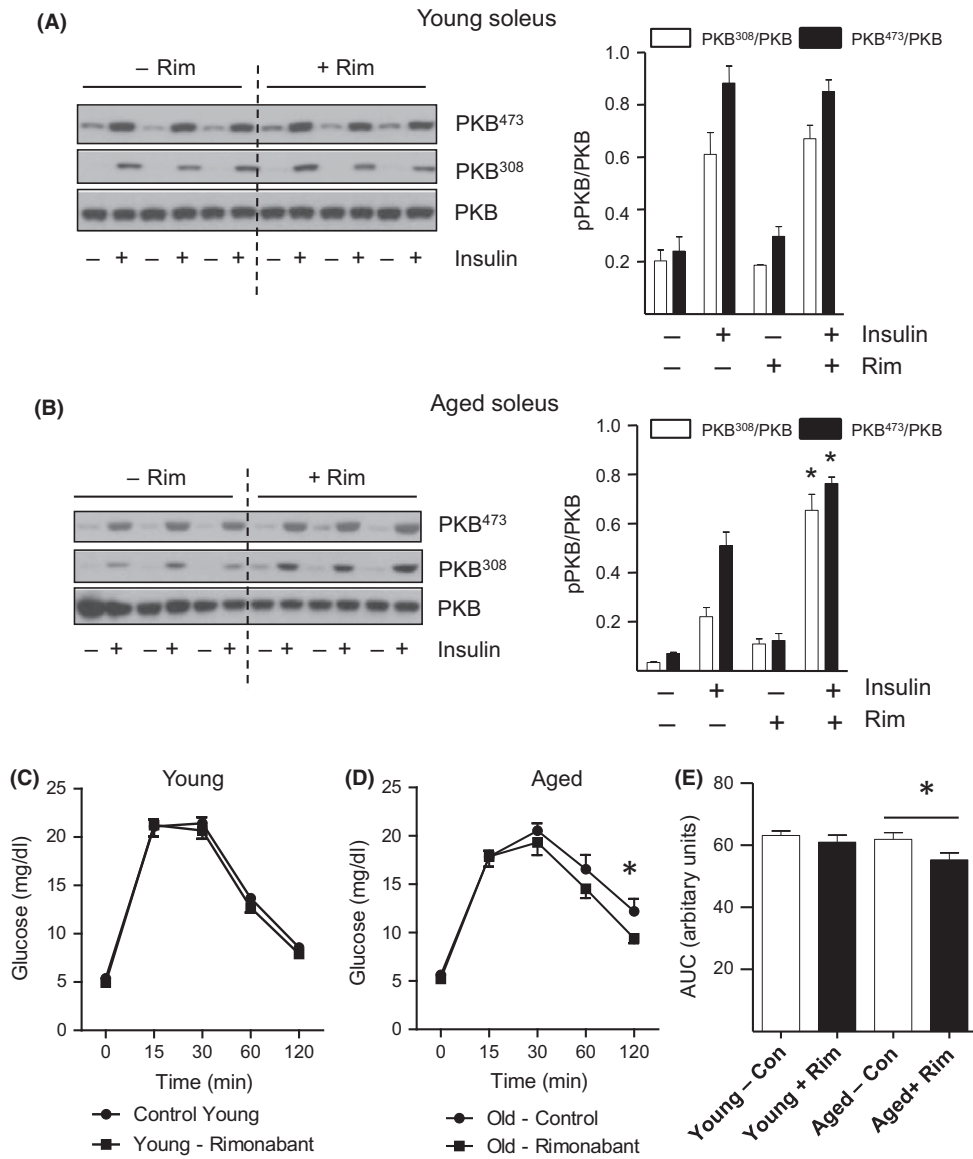 (A)
Young soleus
– Rim
+ Rim
PKB473
PKB308
PKB
– + – + – + – + – + – +
Insulin
PKB308/PKB
PKB473/PKB
1.0
0.8
0.6
0.4
0.2
pPKB/PKB
– + – + Insulin
– – + + Rim
(B)
Aged soleus
– Rim
+ Rim
PKB473
PKB308
PKB
– + – + – + – + – + – +
Insulin
PKB308/PKB
PKB473/PKB
1.0
0.8
0.6
0.4
0.2
pPKB/PKB
* *
– + – + Insulin
– – + + Rim
(C)
Young
25
20
15
10
5
0
Glucose (mg/dl)
0 15 30 60 120
Time (min)
Control Young
Young - Rimonabant
(D)
Aged
25
20
15
10
5
0
Glucose (mg/dl)
*
0 15 30 60 120
Time (min)
Old - Control
Old - Rimonabant
(E)
80
60
40
20
AUC (arbitary units)
*
Young – Con
Young + Rim
Aged – Con
Aged+ Rim